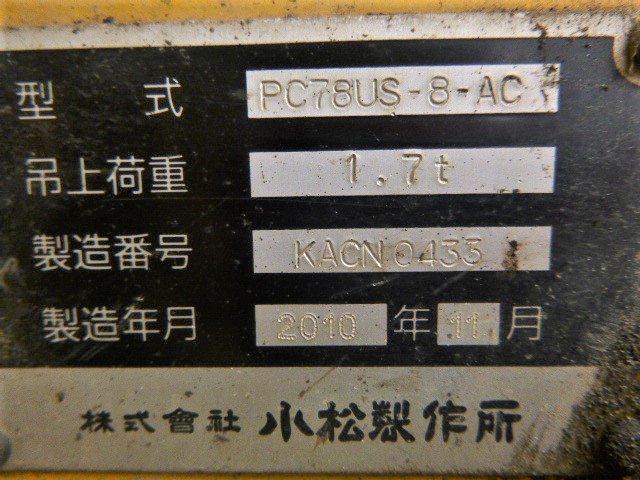 型式 PC78US-8-AC
吊上荷重 1.7t
製造番号 KACN 0433
製造年月 2010 年 11 月
株式會社 小松製作所